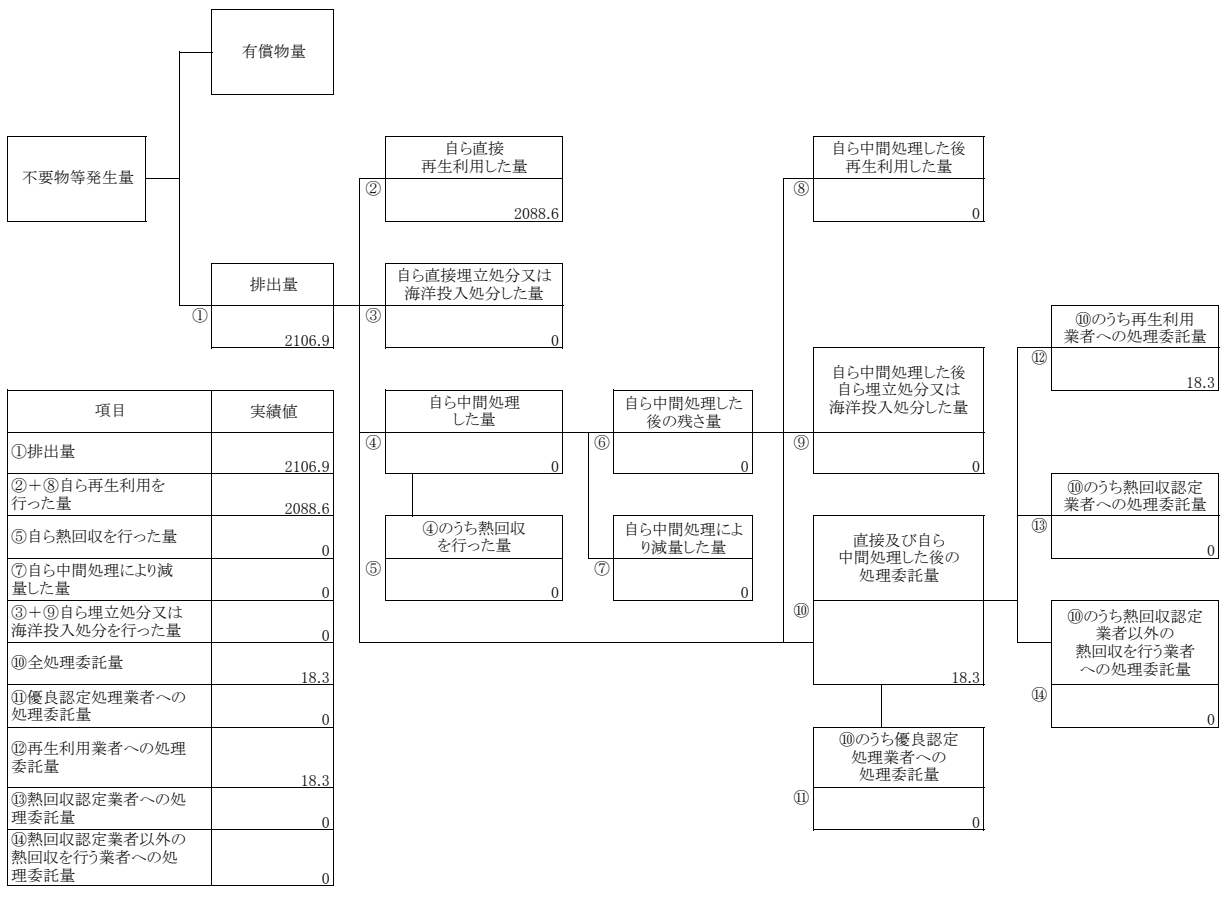 有償物量
不要物等発生量
排出量
①
2106.9
自ら直接
再生利用した量
②
2088.6
自ら直接埋立処分又は
海洋投入処分した量
③
0
自ら中間処理
した量
④
0
④のうち熱回収
を行った量
⑤
0
自ら中間処理した
後の残さ量
⑥
0
自ら中間処理によ
り減量した量
⑦
0
自ら中間処理した後
再生利用した量
⑧
0
自ら中間処理した後
自ら埋立処分又は
海洋投入処分した量
⑨
0
直接及び自ら
中間処理した後の
処理委託量
⑩
18.3
⑩のうち優良認定
処理業者への
処理委託量
⑪
0
⑩のうち再生利用
業者への処理委託量
⑫
18.3
⑩のうち熱回収認定
業者への処理委託量
⑬
0
⑩のうち熱回収認定
業者以外の
熱回収を行う業者
への処理委託量
⑭
0
項目 実績値
①排出量
2106.9
②＋⑧自ら再生利用を
行った量
2088.6
⑤自ら熱回収を行った量
0
⑦自ら中間処理により減
量した量
0
③＋⑨自ら埋立処分又は
海洋投入処分を行った量
0
⑩全処理委託量
18.3
⑪優良認定処理業者への
処理委託量
0
⑫再生利用業者への処理
委託量
18.3
⑬熱回収認定業者への処
理委託量
0
⑭熱回収認定業者以外の
熱回収を行う業者への処
理委託量
0